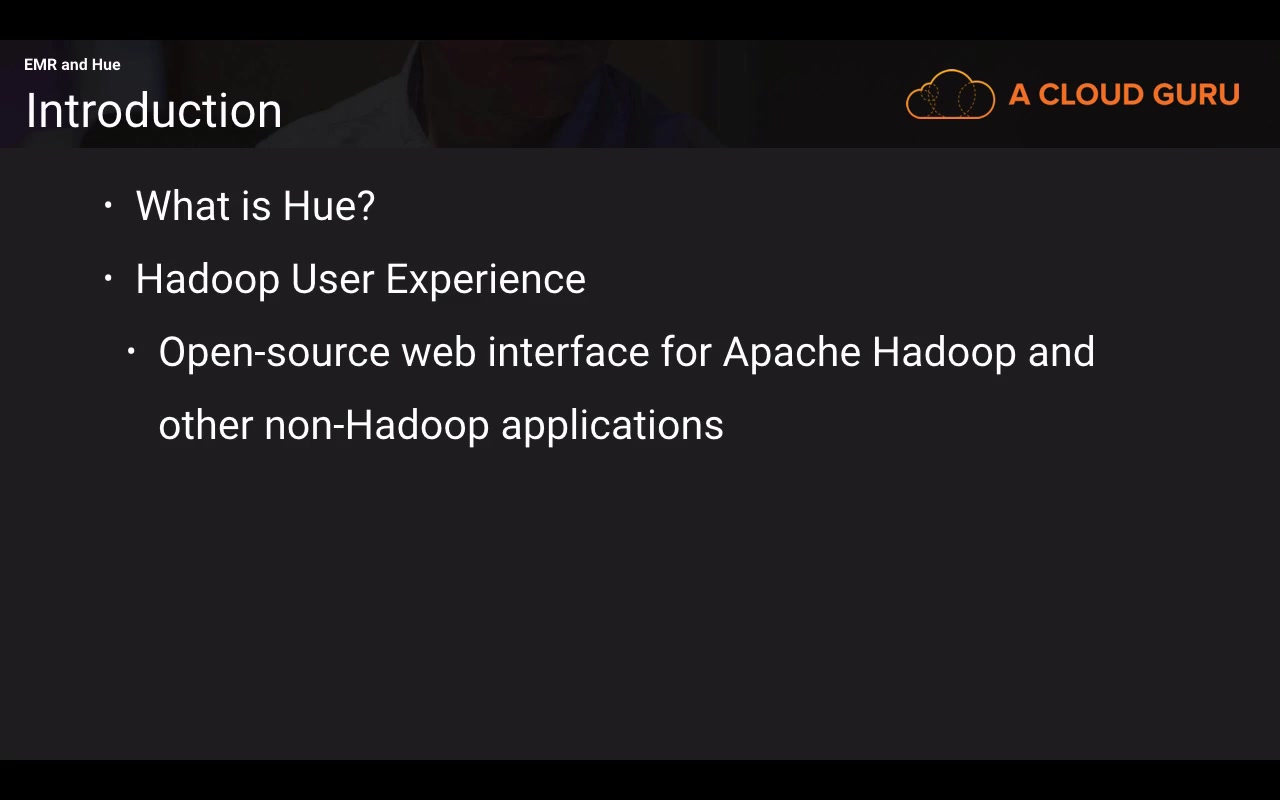 EMR and Hue
Introduction
A CLOUD GURU
• What is Hue?
• Hadoop User Experience
• Open-source web interface for Apache Hadoop and
other non-Hadoop applications